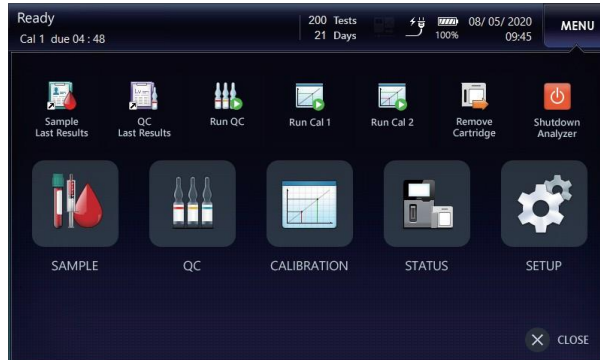 Ready
Cal 1 due 04 : 48
200 Tests
21 Days
100%
08/ 05/ 2020
09:45
MENU
Sample
Last Results
QC
Last Results
Run QC
Run Cal 1
Run Cal 2
Remove
Cartridge
Shutdown
Analyzer
SAMPLE
QC
CALIBRATION
STATUS
SETUP
CLOSE